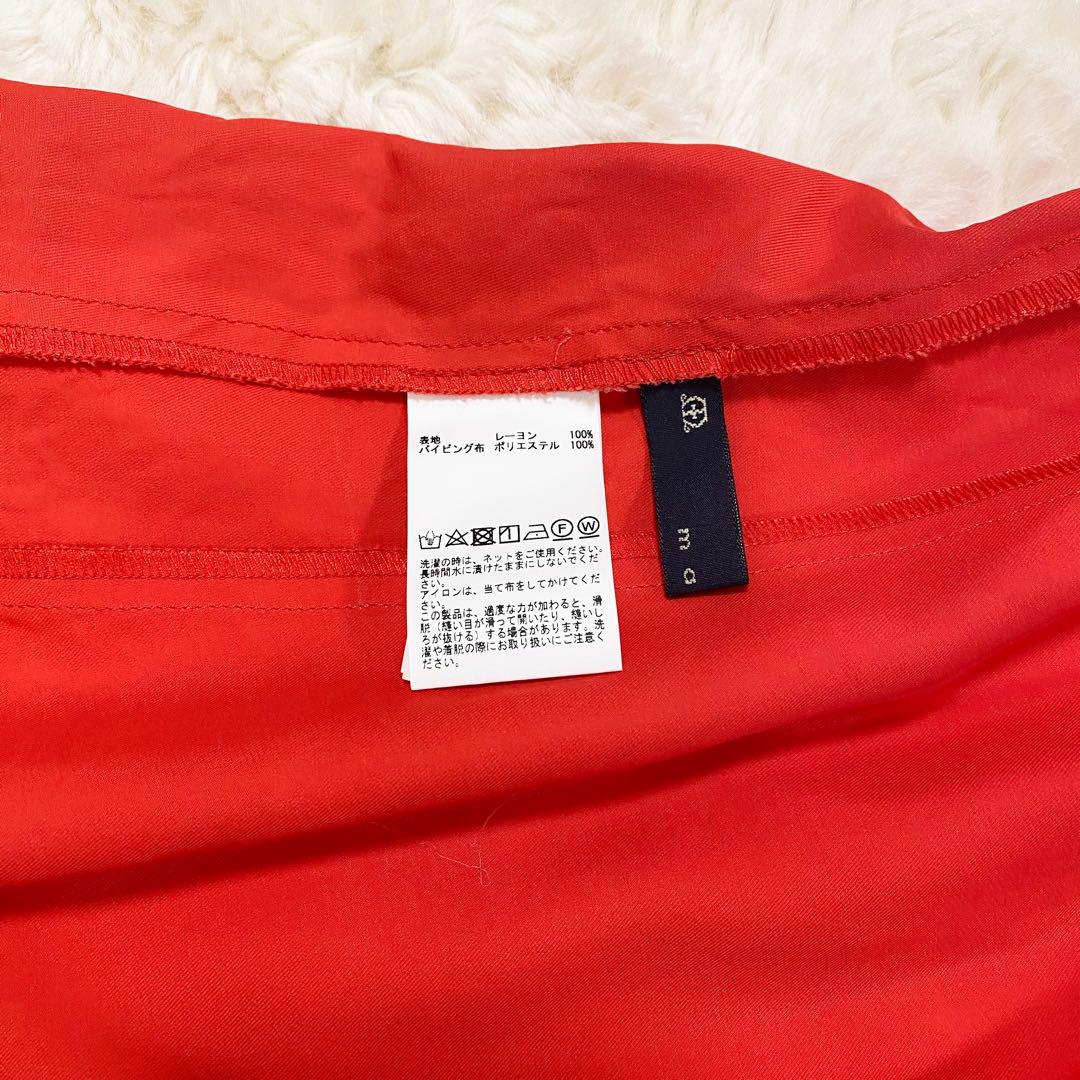 表地 レーヨン 100%
パイピング布 ポリエステル 100%
F W
洗濯の時は、ネットをご使用ください。
長時間水に漬けたままにしないでくだ
さい。
アイロンは、当て布をしてかけてくだ
さい。
この製品は、過度な力が加わると、滑
脱（縫い目が滑って開いたり、縫いし
ろが抜ける）する場合があります。洗
濯や着脱の際にお取り扱いにご注意く
ださい。